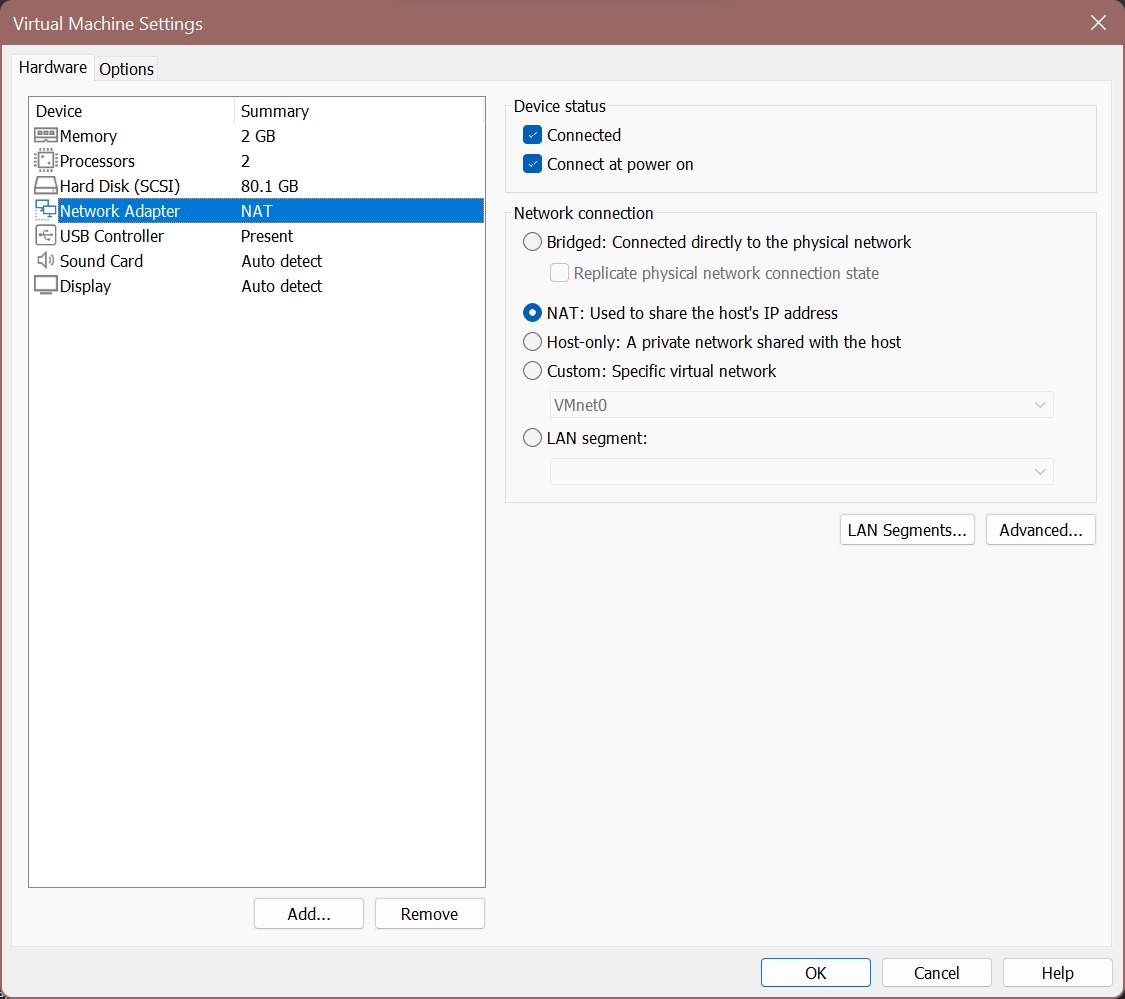 Virtual Machine Settings
Hardware Options
Device Summary
Memory 2 GB
Processors 2
Hard Disk (SCSI) 80.1 GB
Network Adapter NAT
USB Controller Present
Sound Card Auto detect
Display Auto detect
Add... Remove
Device status
Connected
Connect at power on
Network connection
Bridged: Connected directly to the physical network
Replicate physical network connection state
NAT: Used to share the host's IP address
Host-only: A private network shared with the host
Custom: Specific virtual network
VMnet0
LAN segment:
LAN Segments... Advanced...
OK Cancel Help